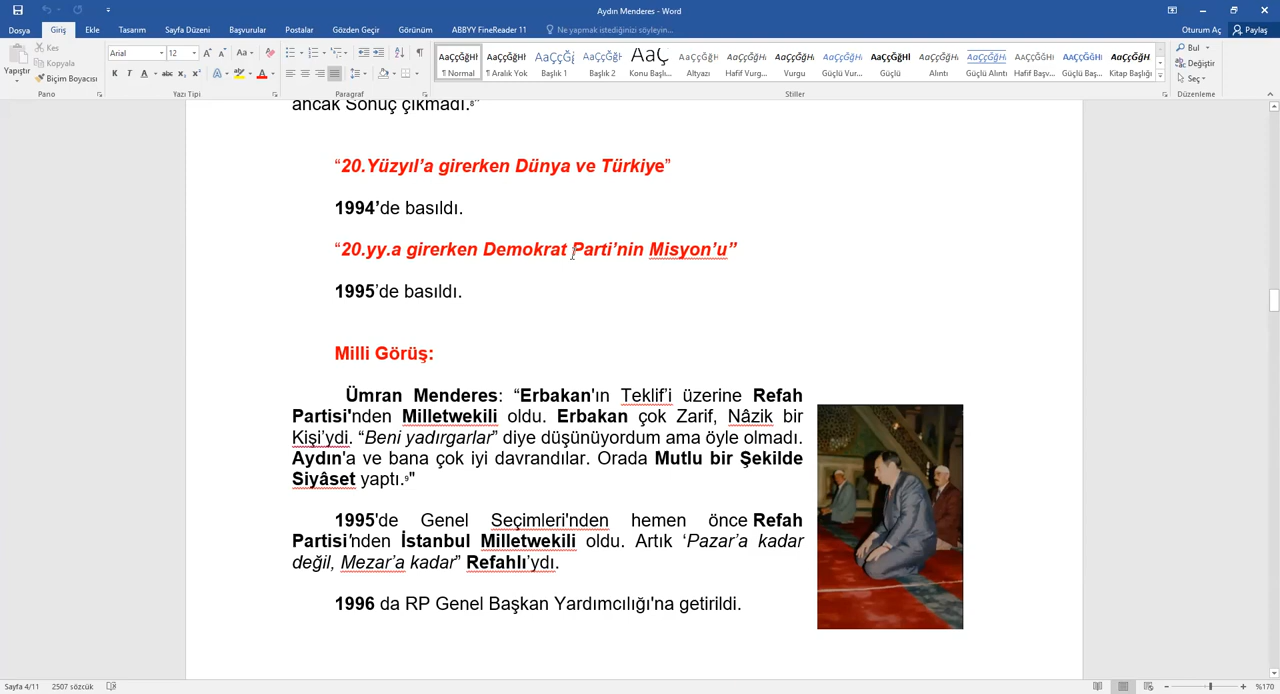 Aydın Menderes - Word
Dosya Giriş Ekle Tasarım Sayfa Düzeni Başvurular Postalar Gözden Geçir Görünüm ABBYY FineReader 11 Ne yapmak istediğinizi söyleyin... Oturum Aç Paylaş
Yapıştır
Kes
Kopyala
Biçim Boyacısı
Pano
Arial 12
Yazı Tipi
Paragraf
¶ Normal ¶ Aralık Yok Başlık 1 Başlık 2 Konu Başlı... Altyazı Hafif Vurg... Vurgu Güçlü Vur... Güçlü Alıntı Güçlü Alıntı Hafif Başv... Güçlü Baş... Kitap Başlığı
Stiller
Bul
Değiştir
Seç
Düzenleme
ancak Sonuç çıkmadı.8”
“20.Yüzyıl’a girerken Dünya ve Türkiye”
1994’de basıldı.
“20.yy.a girerken Demokrat Parti’nin Misyon’u”
1995’de basıldı.
Milli Görüş:
Ümran Menderes: “Erbakan'ın Teklif’i üzerine Refah
Partisi'nden Milletwekili oldu. Erbakan çok Zarif, Nâzik bir
Kişi’ydi. “Beni yadırgarlar” diye düşünüyordum ama öyle olmadı.
Aydın'a ve bana çok iyi davrandılar. Orada Mutlu bir Şekilde
Siyâset yaptı.9"
1995'de Genel Seçimleri'nden hemen önce Refah
Partisi'nden İstanbul Milletwekili oldu. Artık ‘Pazar’a kadar
değil, Mezar’a kadar” Refahlı’ydı.
1996 da RP Genel Başkan Yardımcılığı'na getirildi.
Sayfa 4/11 2507 sözcük %170